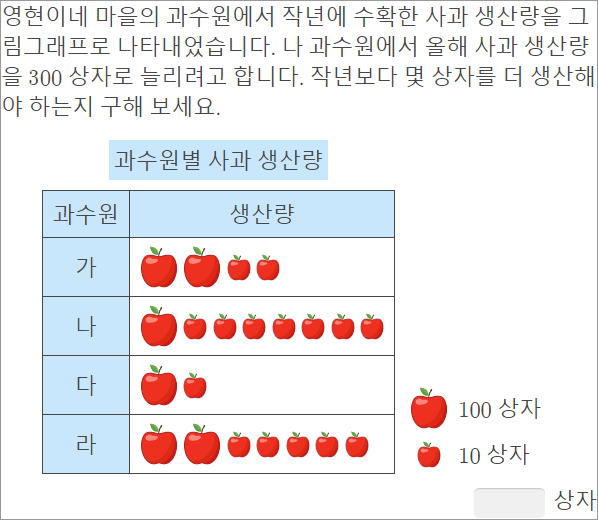 영현이네 마을의 과수원에서 작년에 수확한 사과 생산량을 그
림그래프로 나타내었습니다. 나 과수원에서 올해 사과 생산량
을 300 상자로 늘리려고 합니다. 작년보다 몇 상자를 더 생산해
야 하는지 구해 보세요.
과수원별 사과 생산량
과수원 생산량
가
나
다
라
100 상자
10 상자
상자